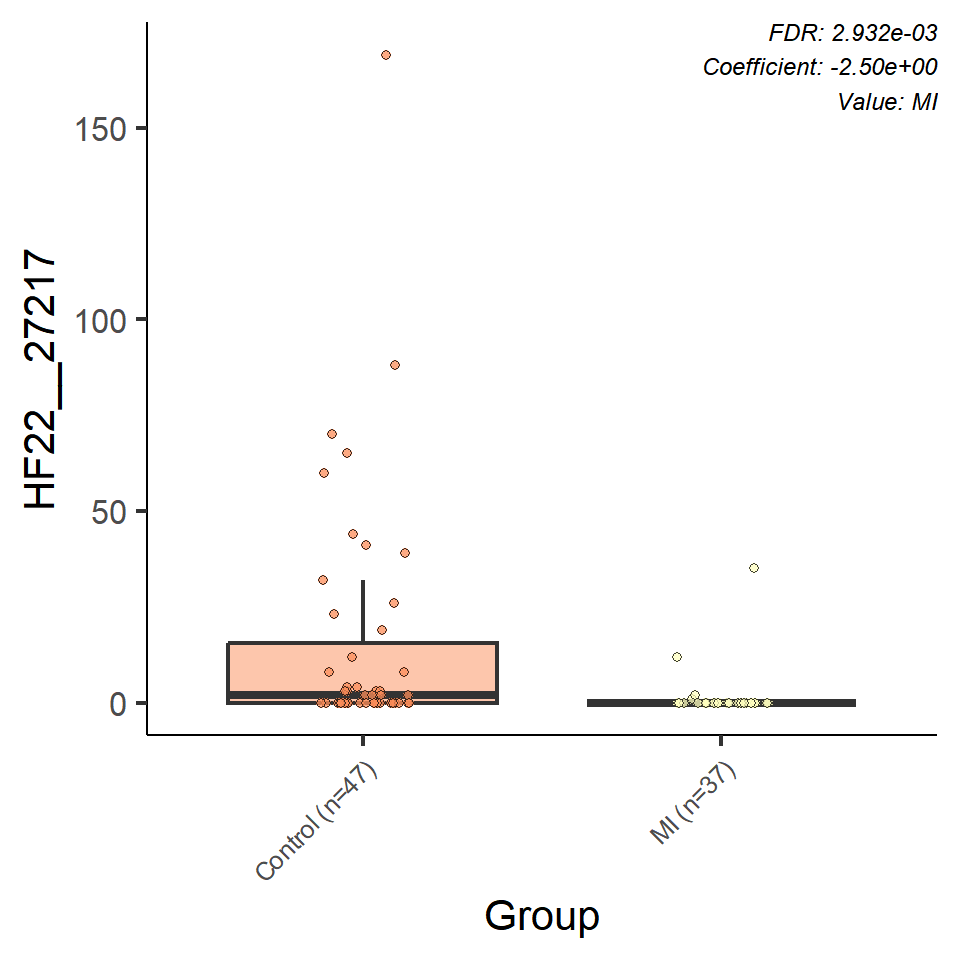 FDR: 2.932e-03
Coefficient: -2.50e+00
Value: MI
HF22__27217
150
100
50
0
Control (n=47)
MI (n=37)
Group